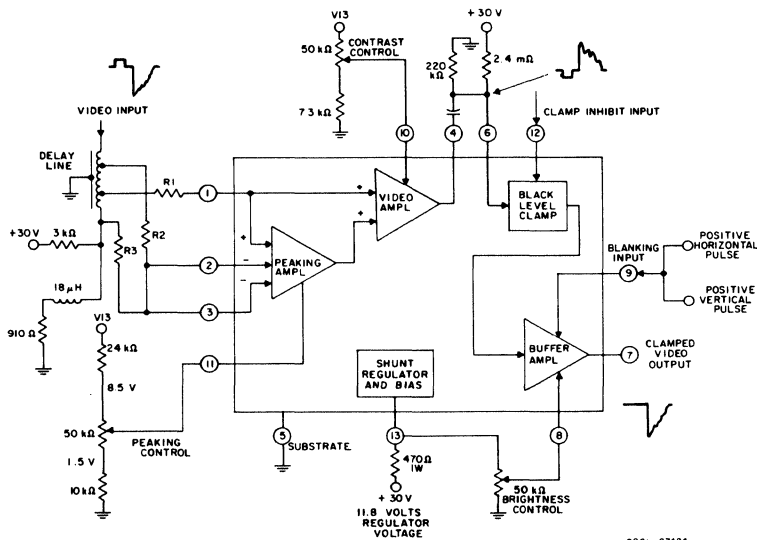 V13
50 kΩ
CONTRAST
CONTROL
7.3 kΩ
+30V
220
kΩ
2.4 mΩ
VIDEO INPUT
CLAMP INHIBIT INPUT
10
4
6
12
DELAY
LINE
R1
1
+
VIDEO
AMPL
+
BLACK
LEVEL
CLAMP
+30V
3 kΩ
R3
R2
2
3
+
-
-
PEAKING
AMPL
18 µH
910 Ω
V13
24 kΩ
8.5 V
50 kΩ
1.5 V
10 kΩ
PEAKING
CONTROL
11
BLANKING
INPUT
9
POSITIVE
HORIZONTAL
PULSE
POSITIVE
VERTICAL
PULSE
BUFFER
AMPL
7
CLAMPED
VIDEO
OUTPUT
SHUNT
REGULATOR
AND BIAS
5
SUBSTRATE
13
8
470Ω
1W
+30V
11.8 VOLTS
REGULATOR
VOLTAGE
50 kΩ
BRIGHTNESS
CONTROL